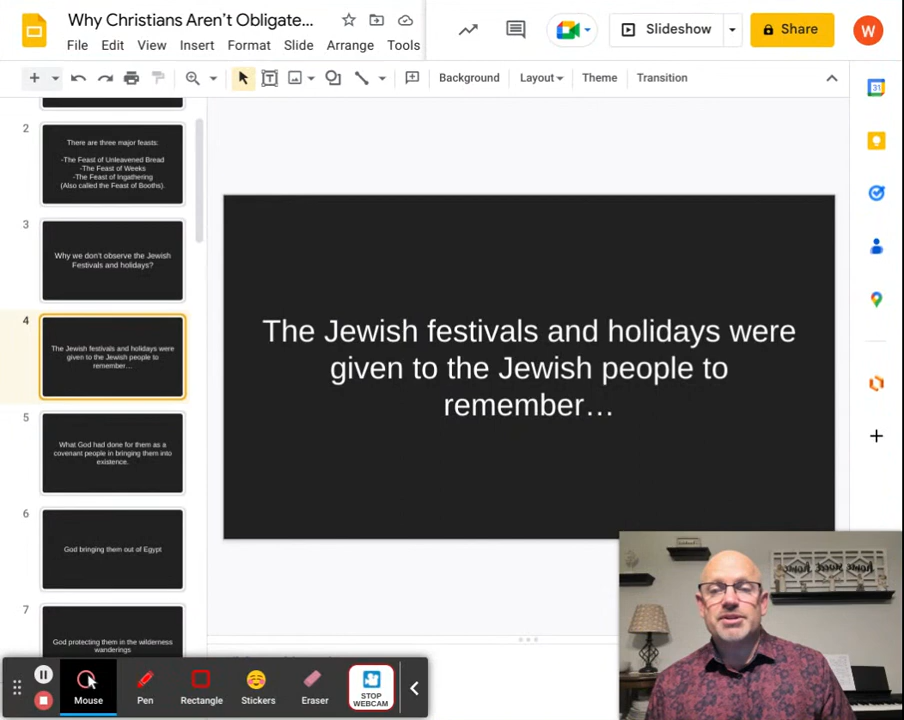 Why Christians Aren't Obligate...
File Edit View Insert Format Slide Arrange Tools
Slideshow
Share
W
Background Layout Theme Transition
31
2
There are three major feasts:
-The Feast of Unleavened Bread
-The Feast of Weeks
-The Feast of Ingathering
(Also called the Feast of Booths).
3
Why we don't observe the Jewish
Festivals and holidays?
4
The Jewish festivals and holidays were
given to the Jewish people to
remember…
5
What God had done for them as a
covenant people in bringing them into
existence.
6
God bringing them out of Egypt
7
God protecting them in the wilderness
wanderings
The Jewish festivals and holidays were
given to the Jewish people to
remember…
Mouse Pen Rectangle Stickers Eraser STOP
WEBCAM